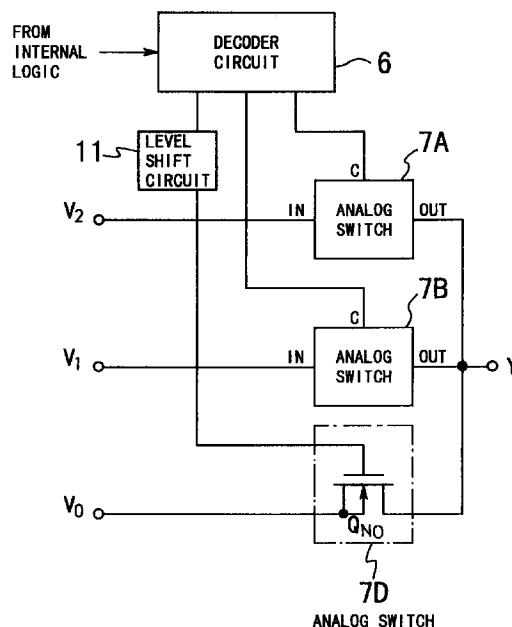 FROM
INTERNAL
LOGIC
DECODER
CIRCUIT
6
11
LEVEL
SHIFT
CIRCUIT
7A
C
V2
IN
ANALOG
SWITCH
OUT
7B
C
V1
IN
ANALOG
SWITCH
OUT
Y
V0
QNO
7D
ANALOG SWITCH